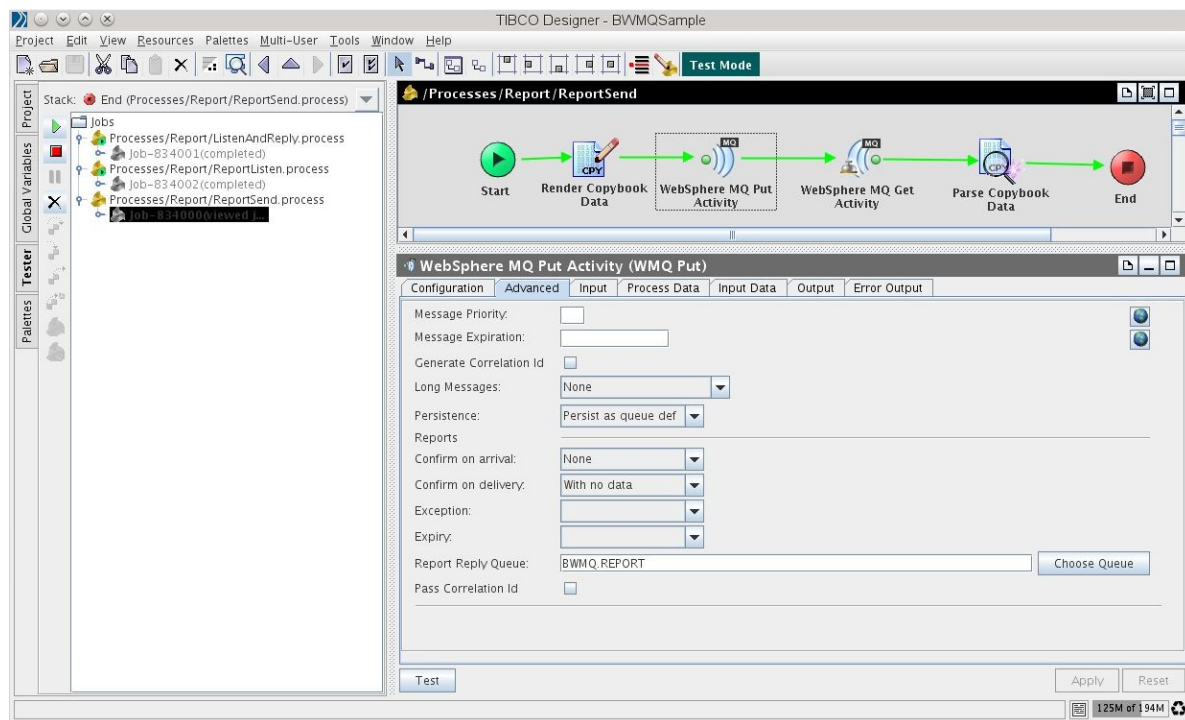 TIBCO Designer - BWMQSample
Project Edit View Resources Palettes Multi-User Tools Window Help
Test Mode
Project
Global Variables
Tester
Palettes
Stack: End (Processes/Report/ReportSend.process)
Jobs
Processes/Report/ListenAndReply.process
Job-834001(completed)
Processes/Report/ReportListen.process
Job-834002(completed)
Processes/Report/ReportSend.process
Job-834000(viewed j...
/Processes/Report/ReportSend
Start
CPY
Render Copybook
Data
MQ
WebSphere MQ Put
Activity
MQ
WebSphere MQ Get
Activity
CPY
Parse Copybook
Data
End
WebSphere MQ Put Activity (WMQ Put)
Configuration Advanced Input Process Data Input Data Output Error Output
Message Priority:
Message Expiration:
Generate Correlation Id
Long Messages: None
Persistence: Persist as queue def
Reports
Confirm on arrival: None
Confirm on delivery: With no data
Exception:
Expiry:
Report Reply Queue: BWMQ.REPORT Choose Queue
Pass Correlation Id
Test Apply Reset
125M of 194M